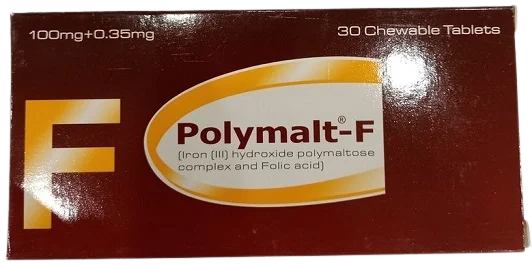 100mg+0.35mg
30 Chewable Tablets
F
Polymalt®-F
(Iron (III) hydroxide polymaltose
complex and Folic acid)